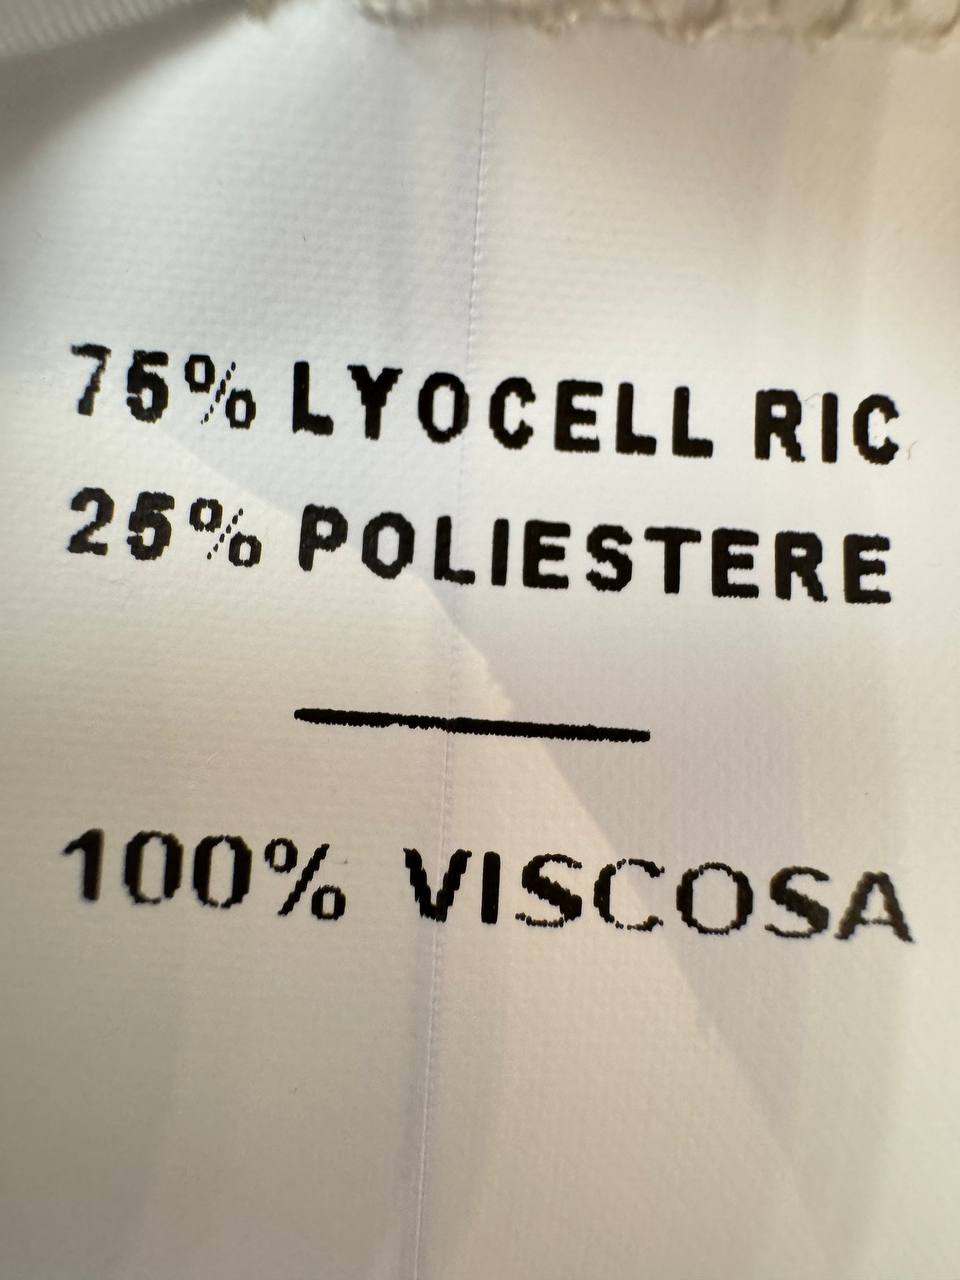 75% LYOCELL RIC
25% POLIESTERE
100% VISCOSA